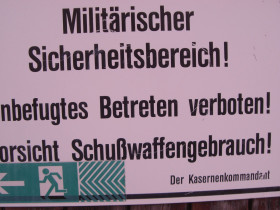 Militärischer
Sicherheitsbereich!
nbefugtes Betreten verboten!
orsicht Schußwaffengebrauch!
Der Kasernenkommandant